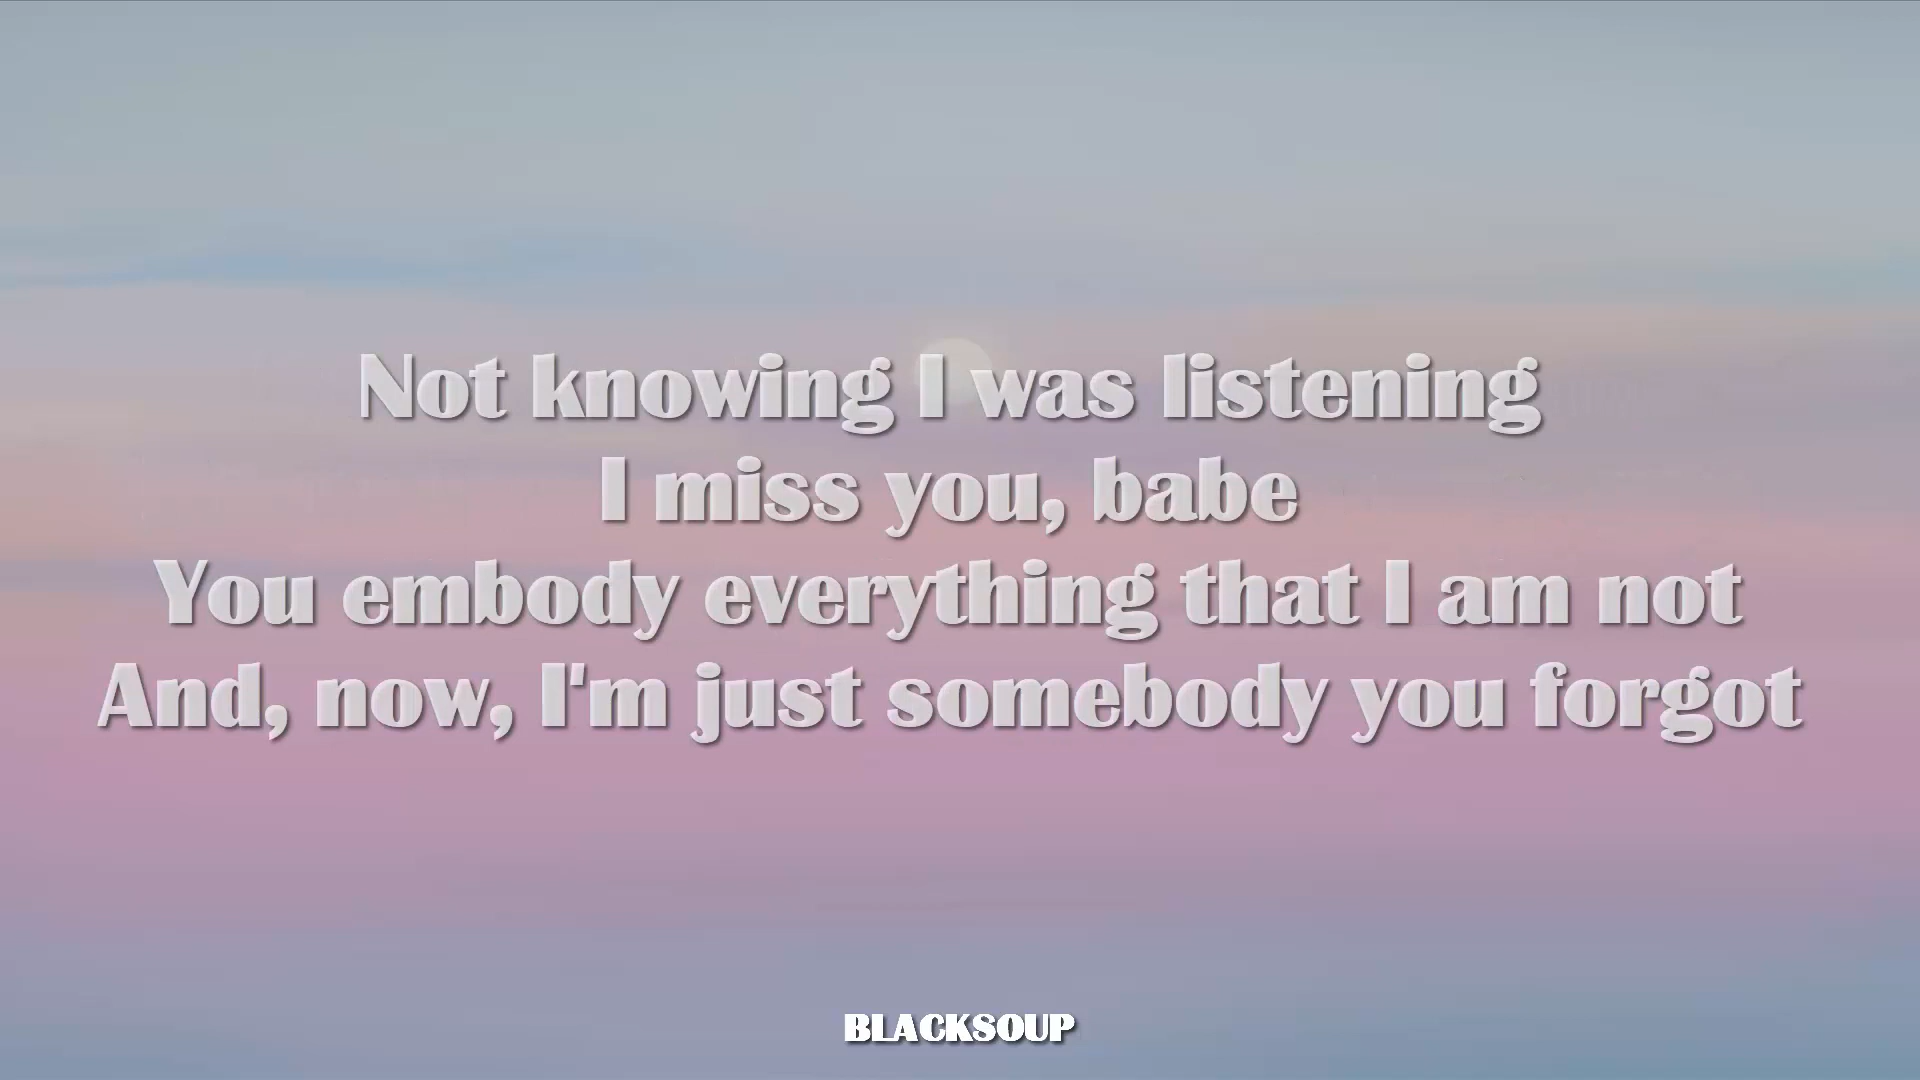 Not knowing I was listening
I miss you, babe
You embody everything that I am not
And, now, I'm just somebody you forgot
BLACKSOUP